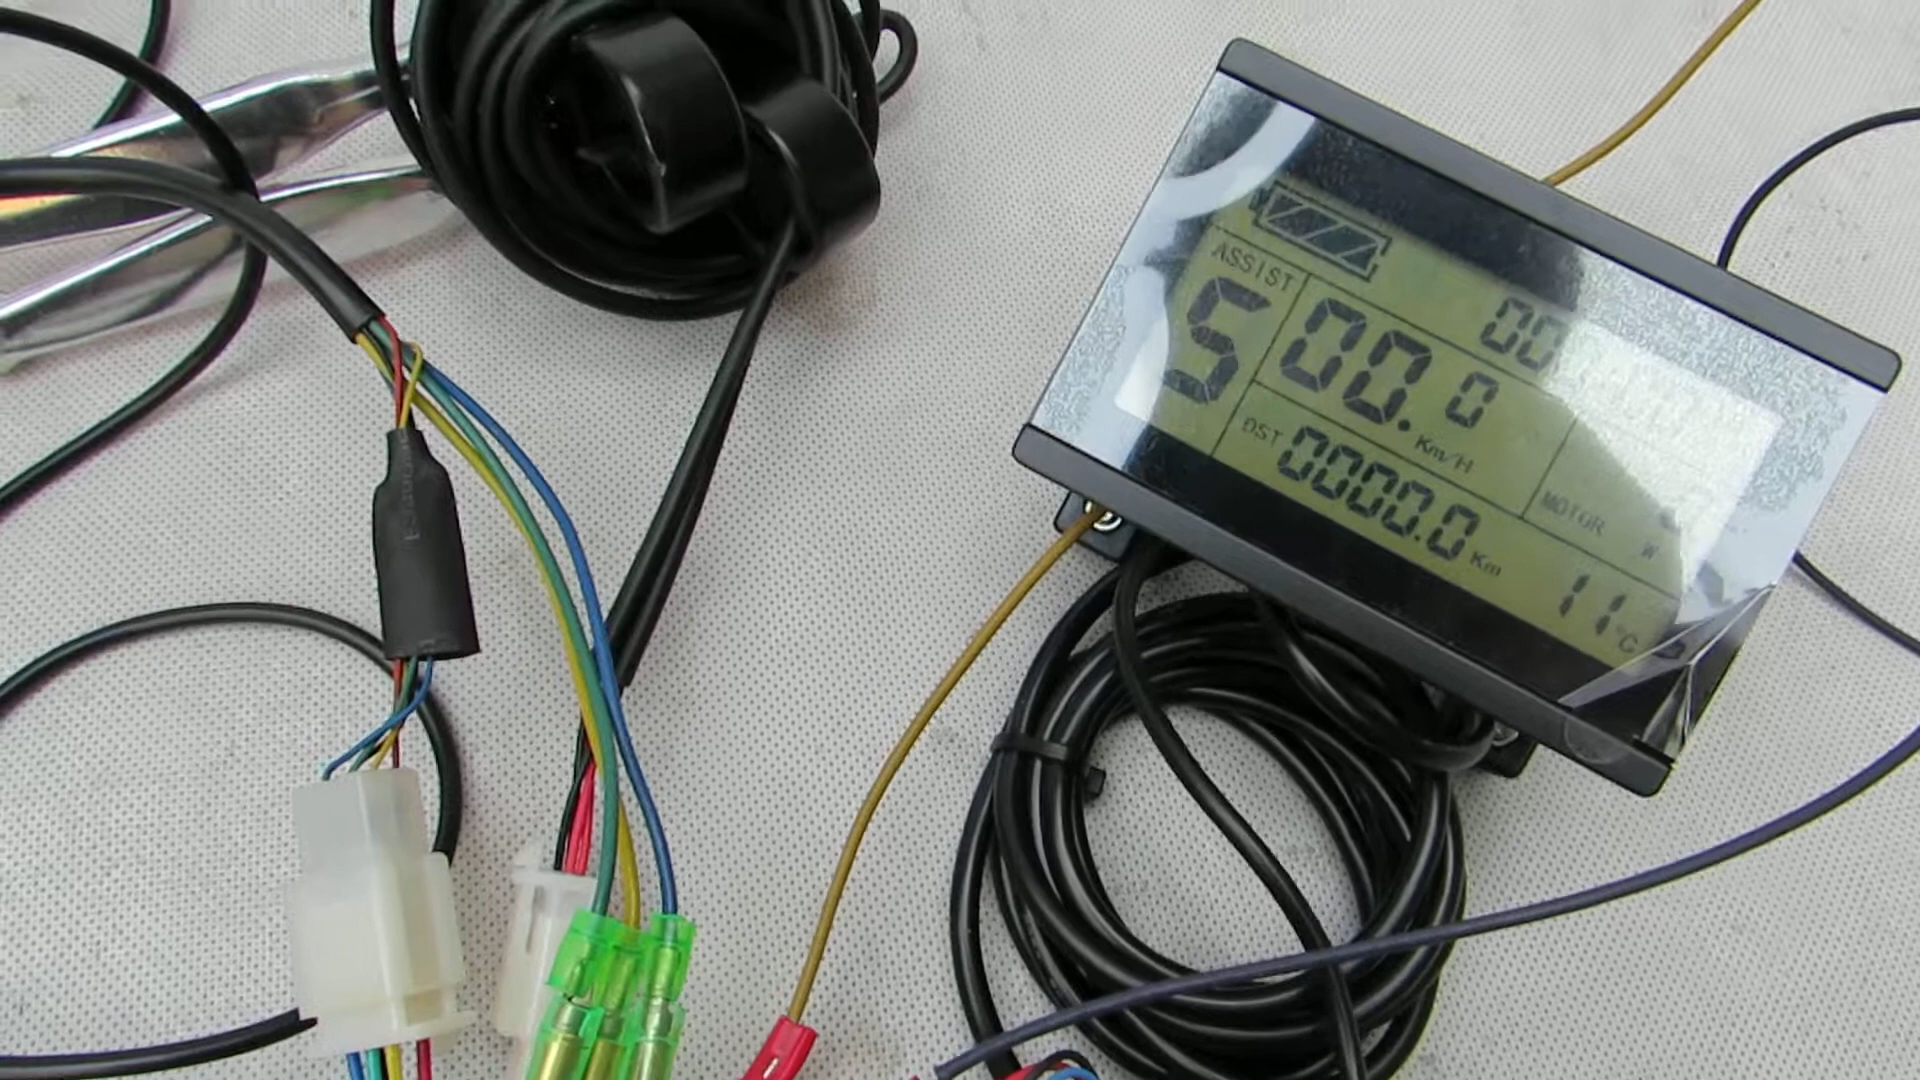 00
ASSIST
5
00.0
Km/H
DST 0000.0 Km
MOTOR
W
11 °C